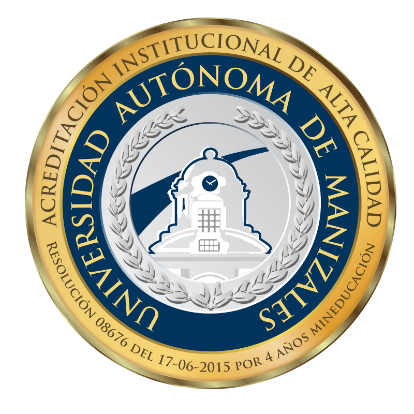 ACREDITACIÓN INSTITUCIONAL DE ALTA CALIDAD
UNIVERSIDAD AUTÓNOMA DE MANIZALES
RESOLUCIÓN 08676 DEL 17-06-2015 POR 4 AÑOS MINEDUCACIÓN